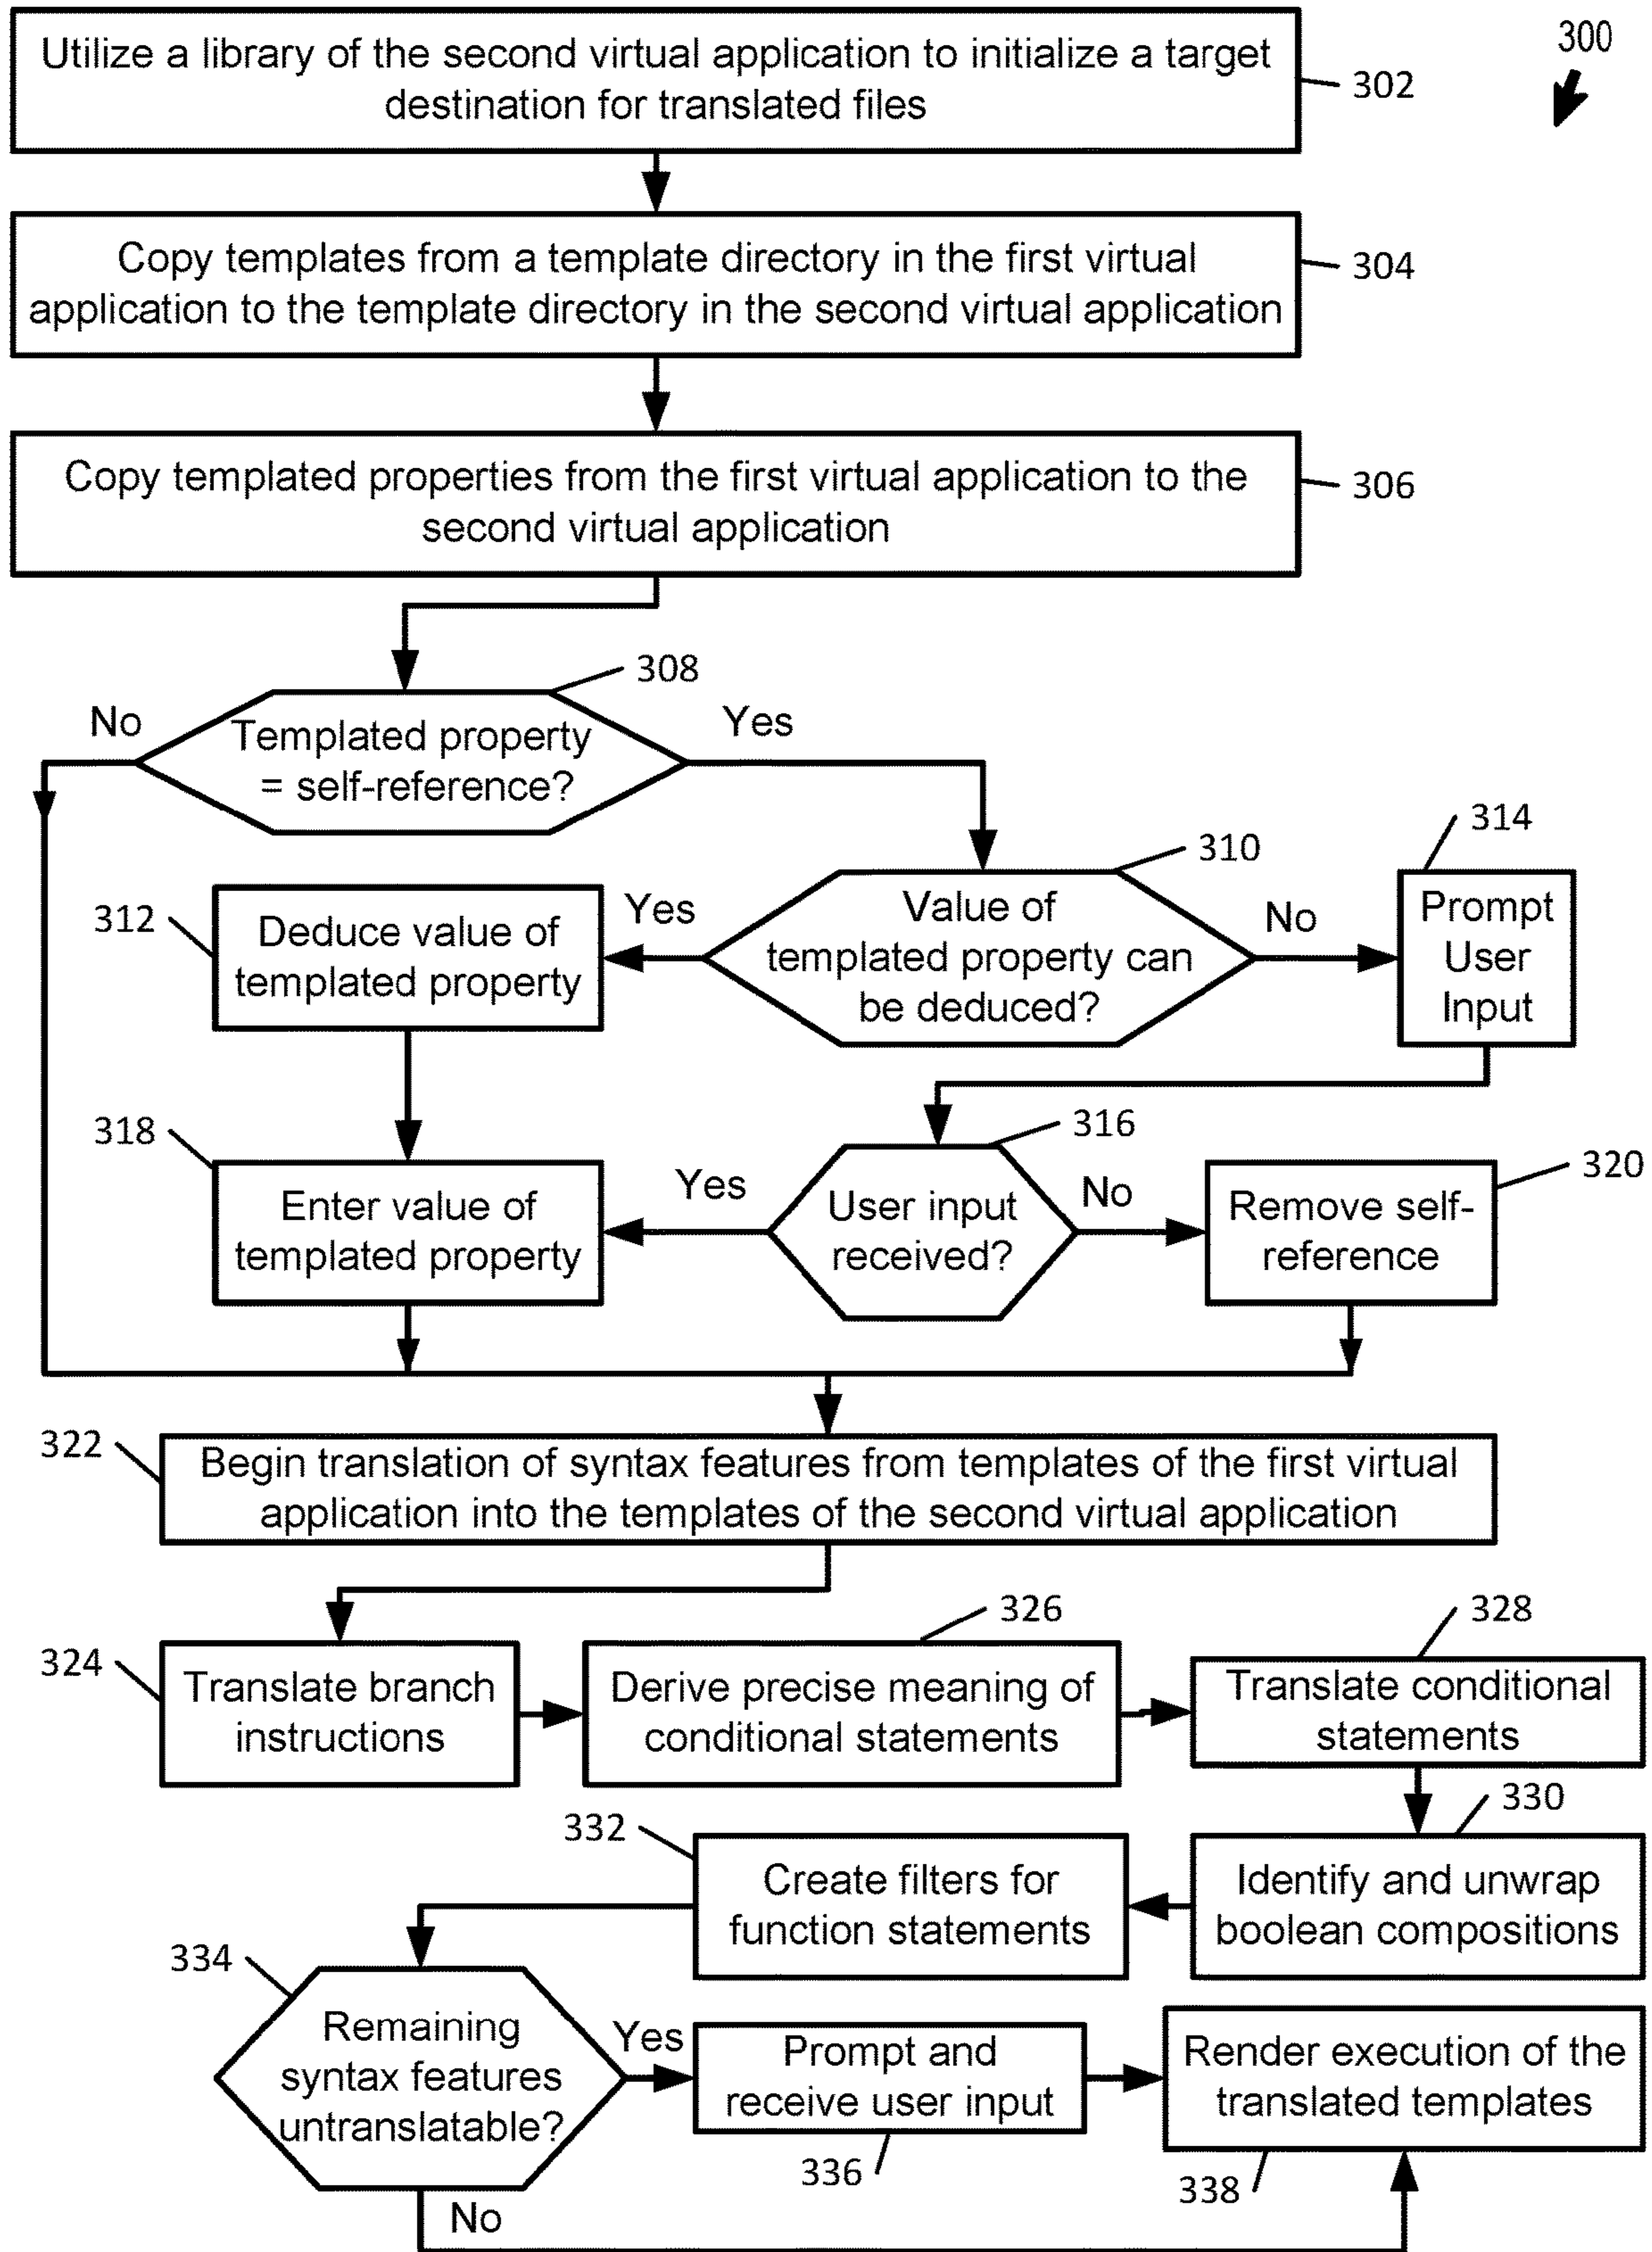 300
Utilize a library of the second virtual application to initialize a target
destination for translated files
302
Copy templates from a template directory in the first virtual
application to the template directory in the second virtual application
304
Copy templated properties from the first virtual application to the
second virtual application
306
308
No
Templated property
= self-reference?
Yes
310
314
312
Deduce value of
templated property
Yes
Value of
templated property can
be deduced?
No
Prompt
User
Input
318
Enter value of
templated property
Yes
316
User input
received?
No
320
Remove self-
reference
322
Begin translation of syntax features from templates of the first virtual
application into the templates of the second virtual application
324
Translate branch
instructions
326
Derive precise meaning of
conditional statements
328
Translate conditional
statements
330
Identify and unwrap
boolean compositions
332
Create filters for
function statements
334
Remaining
syntax features
untranslatable?
Yes
Prompt and
receive user input
336
Render execution of the
translated templates
338
No